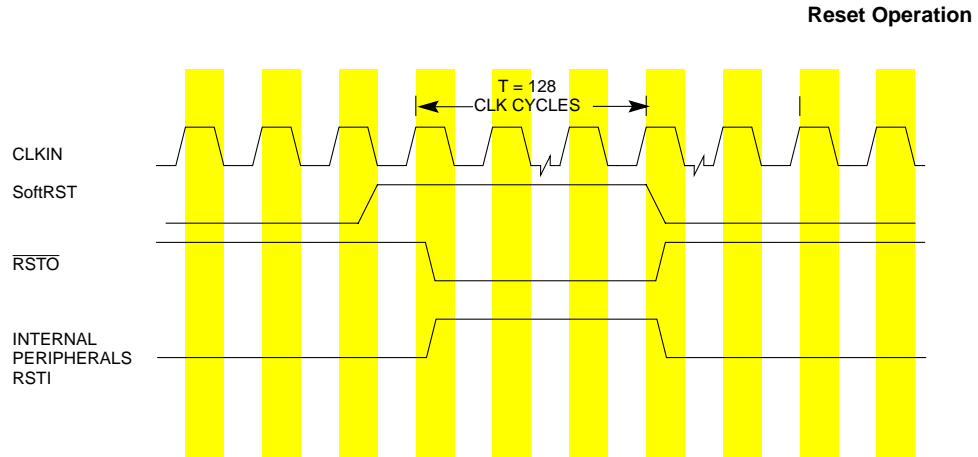 Reset Operation
T = 128
CLK CYCLES
CLKIN
SoftRST
RSTO
INTERNAL
PERIPHERALS
RSTI